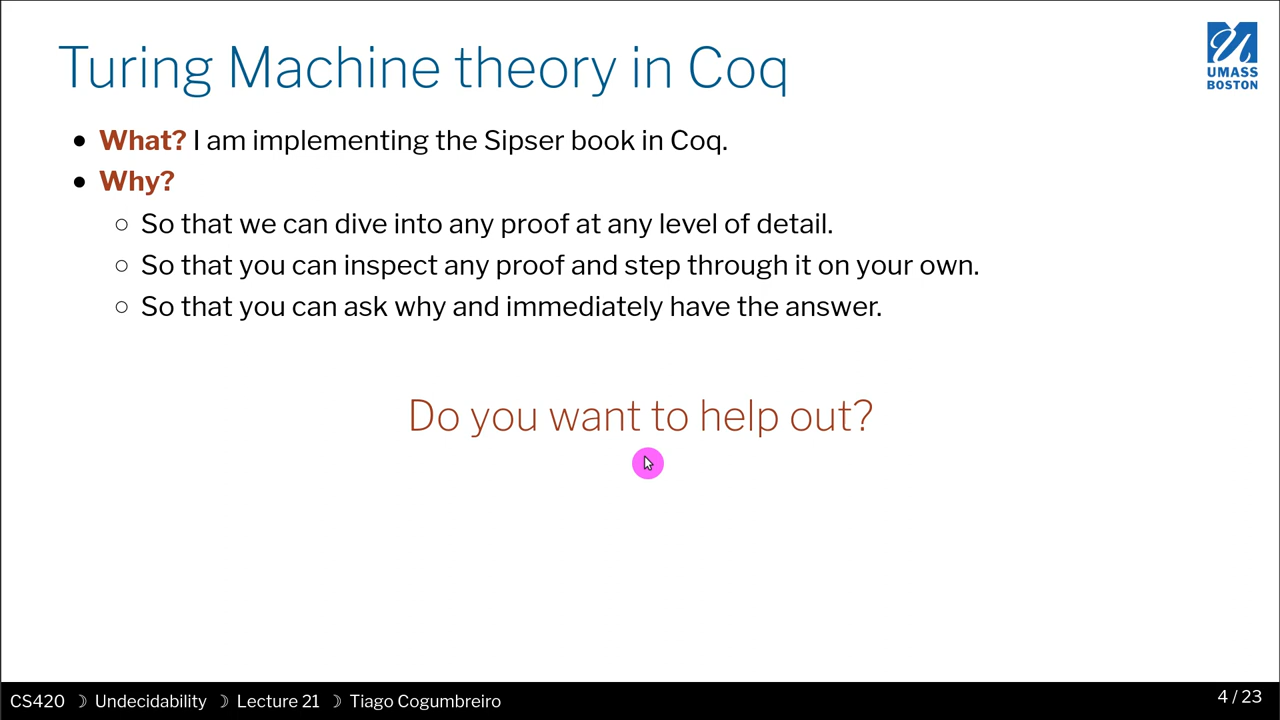 Turing Machine theory in Coq
UMASS
BOSTON
What? I am implementing the Sipser book in Coq.
Why?
So that we can dive into any proof at any level of detail.
So that you can inspect any proof and step through it on your own.
So that you can ask why and immediately have the answer.
Do you want to help out?
CS420 ☽ Undecidability ☽ Lecture 21 ☽ Tiago Cogumbreiro
4 / 23